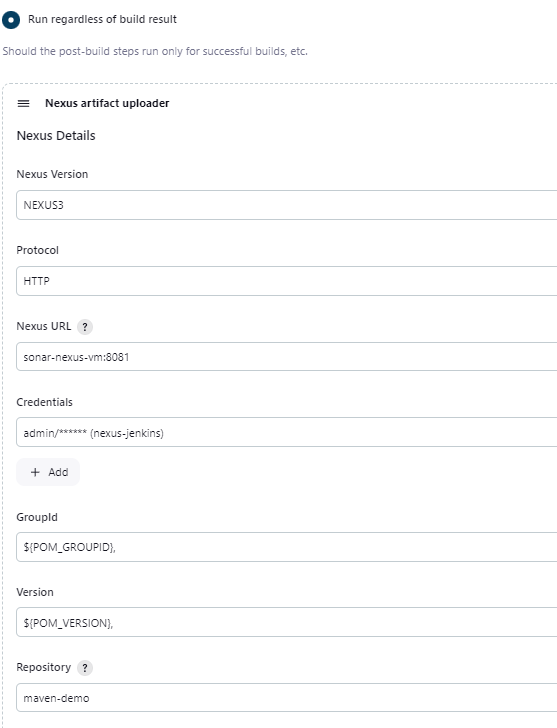 Run regardless of build result
Should the post-build steps run only for successful builds, etc.
Nexus artifact uploader
Nexus Details
Nexus Version
NEXUS3
Protocol
HTTP
Nexus URL ?
sonar-nexus-vm:8081
Credentials
admin/****** (nexus-jenkins)
+ Add
GroupId
${POM_GROUPID},
Version
${POM_VERSION},
Repository ?
maven-demo